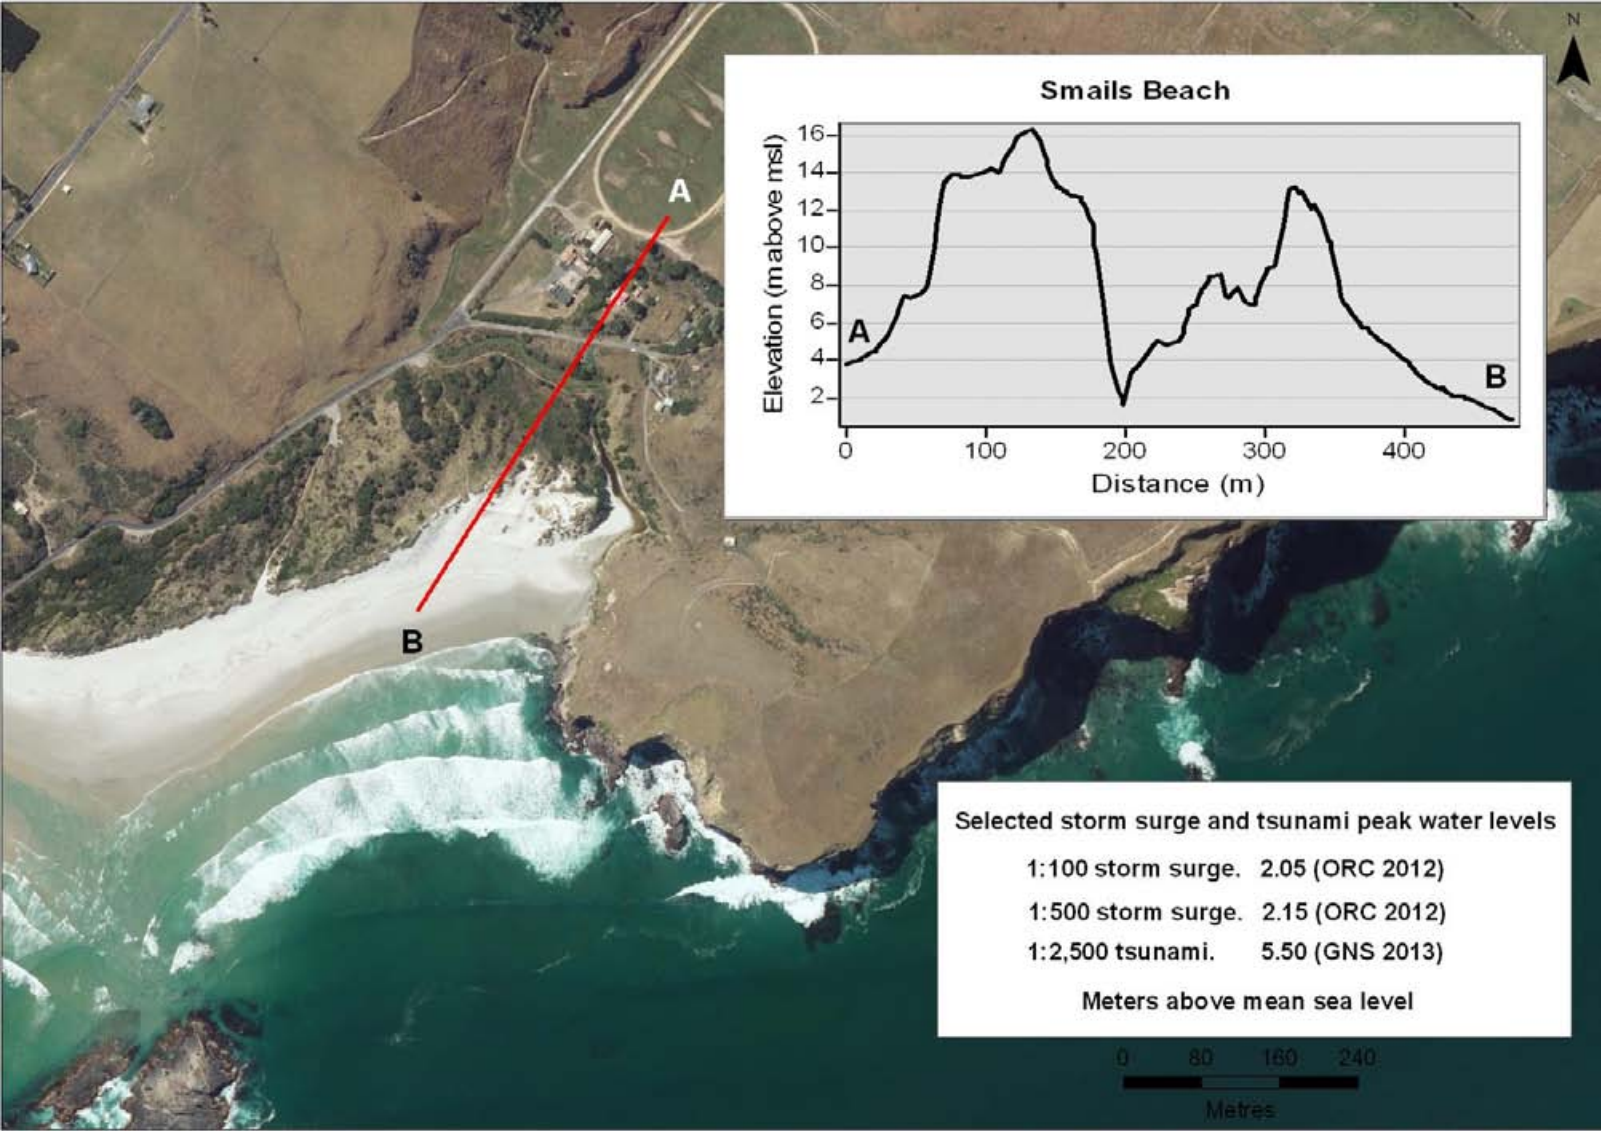 N
Smails Beach
Elevation (m above msl)
16
14
12
10
8
6
4
2
A
B
0 100 200 300 400
Distance (m)
A
B
Selected storm surge and tsunami peak water levels
1:100 storm surge. 2.05 (ORC 2012)
1:500 storm surge. 2.15 (ORC 2012)
1:2,500 tsunami. 5.50 (GNS 2013)
Meters above mean sea level
0 80 160 240
Metres